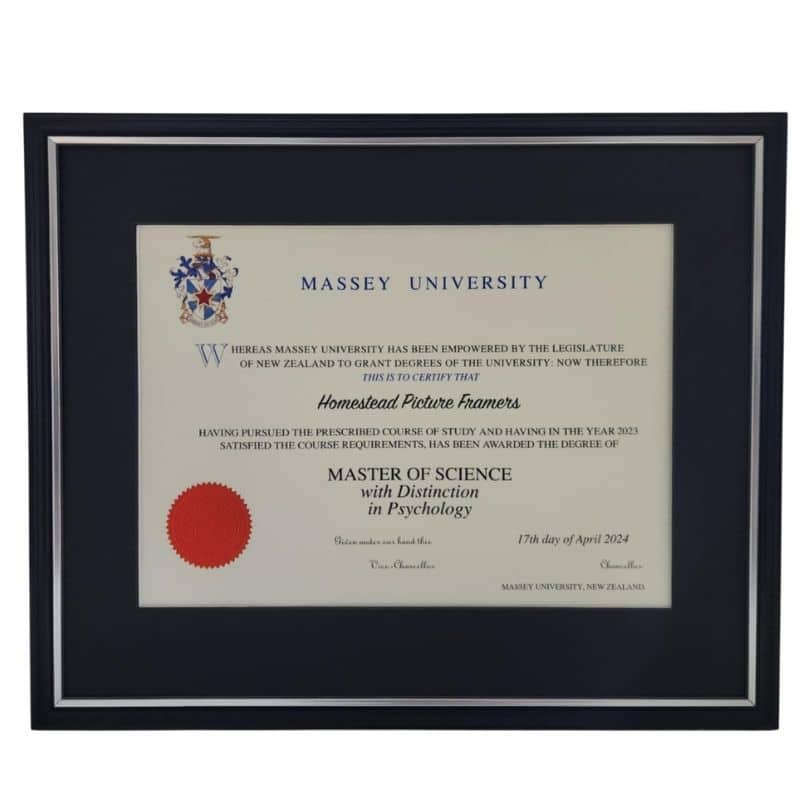 MASSEY UNIVERSITY
WHEREAS MASSEY UNIVERSITY HAS BEEN EMPOWERED BY THE LEGISLATURE
OF NEW ZEALAND TO GRANT DEGREES OF THE UNIVERSITY: NOW THEREFORE
THIS IS TO CERTIFY THAT
Homestead Picture Framers
HAVING PURSUED THE PRESCRIBED COURSE OF STUDY AND HAVING IN THE YEAR 2023
SATISFIED THE COURSE REQUIREMENTS, HAS BEEN AWARDED THE DEGREE OF
MASTER OF SCIENCE
with Distinction
in Psychology
Given under our hand this 17th day of April 2024
Vice-Chancellor Chancellor
MASSEY UNIVERSITY, NEW ZEALAND.